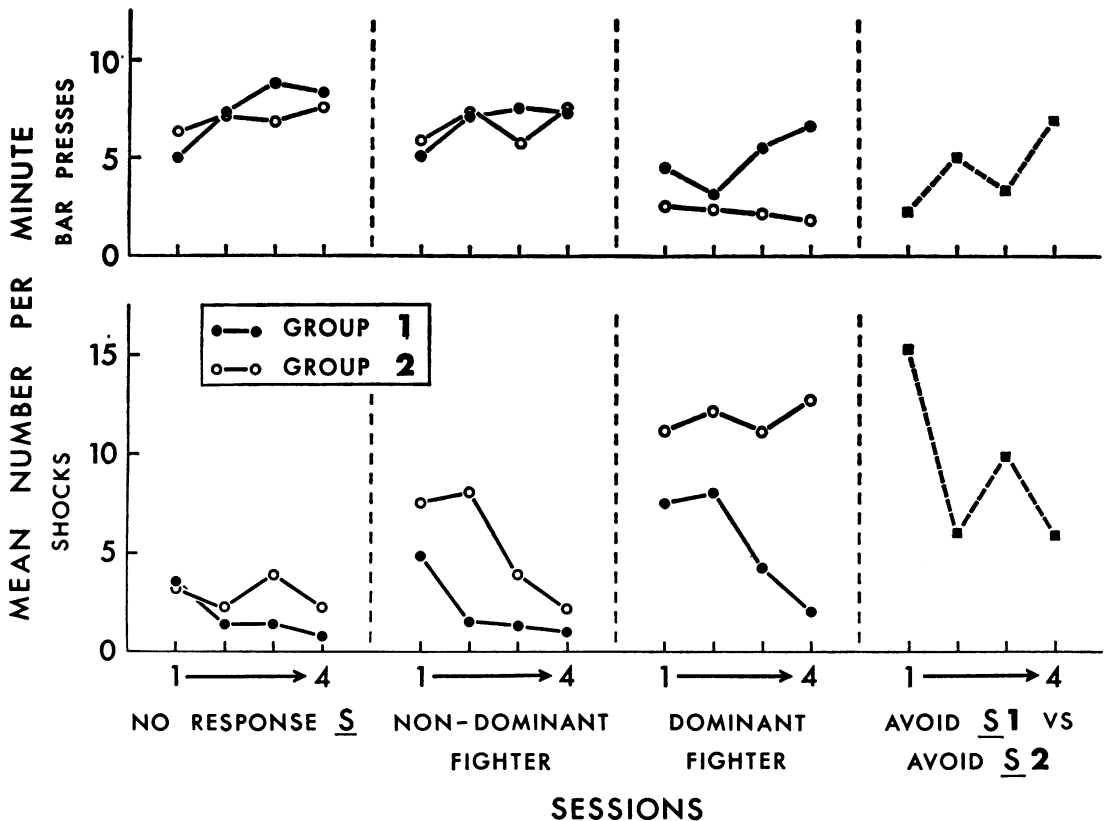 MEAN NUMBER PER MINUTE
BAR PRESSES
10
5
0
SHOCKS
15
10
5
0
GROUP 1
GROUP 2
1 → 4
1 → 4
1 → 4
1 → 4
NO RESPONSE S
NON-DOMINANT
FIGHTER
DOMINANT
FIGHTER
AVOID S1 VS
AVOID S2
SESSIONS